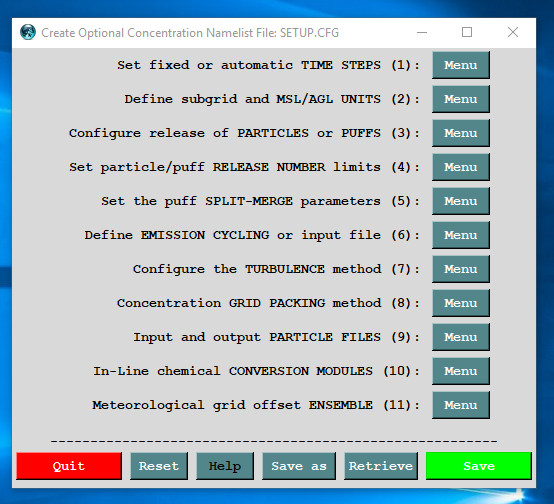 Create Optional Concentration Namelist File: SETUP.CFG
Set fixed or automatic TIME STEPS (1): Menu
Define subgrid and MSL/AGL UNITS (2): Menu
Configure release of PARTICLES or PUFFS (3): Menu
Set particle/puff RELEASE NUMBER limits (4): Menu
Set the puff SPLIT-MERGE parameters (5): Menu
Define EMISSION CYCLING or input file (6): Menu
Configure the TURBULENCE method (7): Menu
Concentration GRID PACKING method (8): Menu
Input and output PARTICLE FILES (9): Menu
In-Line chemical CONVERSION MODULES (10): Menu
Meteorological grid offset ENSEMBLE (11): Menu
Quit Reset Help Save as Retrieve Save